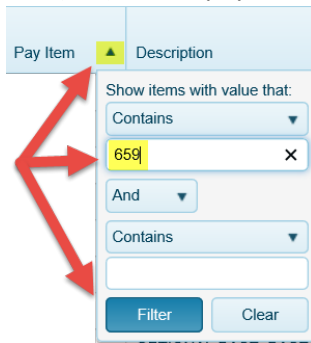 Pay Item ▲ Description
Show items with value that:
Contains
659
And
Contains
Filter Clear